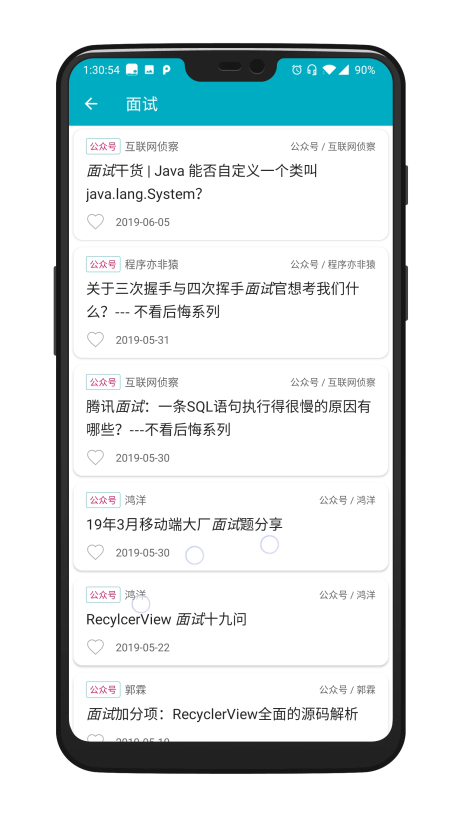 1:30:54 90%
面试
公众号 互联网侦察 公众号 / 互联网侦察
面试干货 | Java 能否自定义一个类叫
java.lang.System?
2019-06-05
公众号 程序亦非猿 公众号 / 程序亦非猿
关于三次握手与四次挥手面试官想考我们什
么？--- 不看后悔系列
2019-05-31
公众号 互联网侦察 公众号 / 互联网侦察
腾讯面试：一条SQL语句执行得很慢的原因有
哪些？---不看后悔系列
2019-05-30
公众号 鸿洋 公众号 / 鸿洋
19年3月移动端大厂面试题分享
2019-05-30
公众号 鸿洋 公众号 / 鸿洋
RecylcerView 面试十九问
2019-05-22
公众号 郭霖 公众号 / 郭霖
面试加分项：RecyclerView全面的源码解析